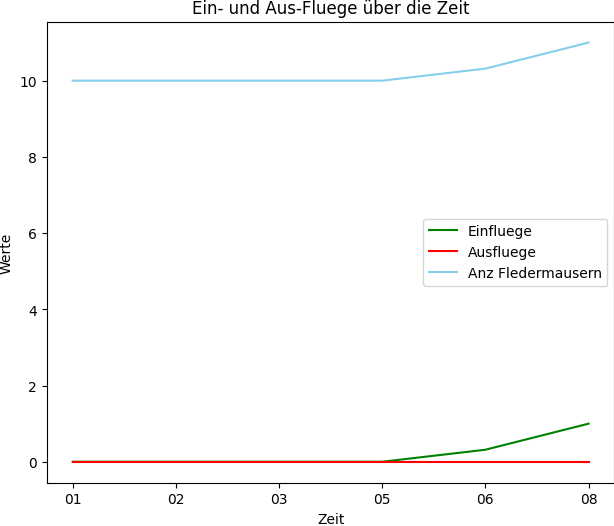 Ein- und Aus-Fluege über die Zeit
Werte
10
8
6
4
2
0
Einfluege
Ausfluege
Anz Fledermausern
01 02 03 05 06 08
Zeit